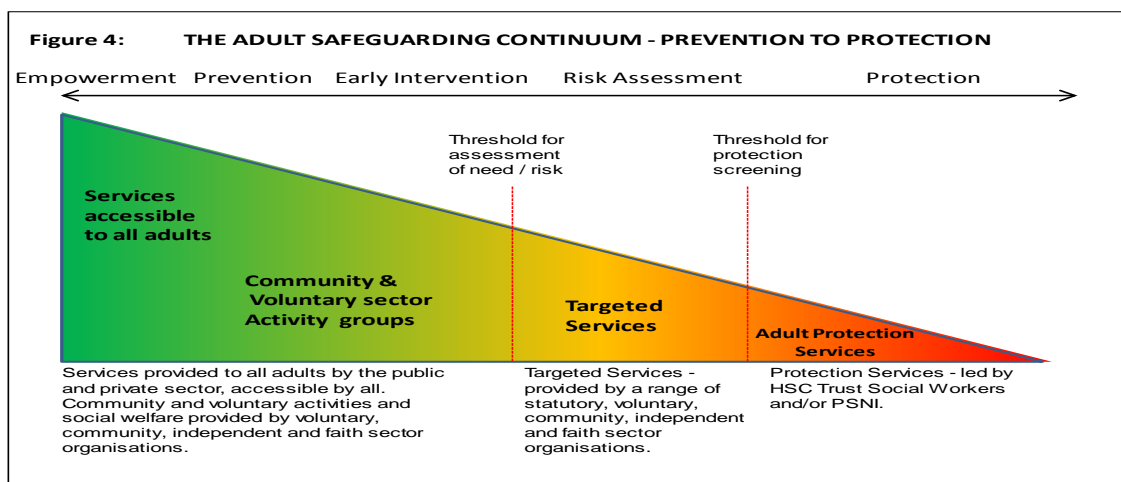 Figure 4: THE ADULT SAFEGUARDING CONTINUUM - PREVENTION TO PROTECTION
Empowerment Prevention Early Intervention Risk Assessment Protection
Threshold for
assessment
of need / risk
Threshold for
protection
screening
Services
accessible
to all adults
Community &
Voluntary sector
Activity groups
Targeted
Services
Adult Protection
Services
Services provided to all adults by the public
and private sector, accessible by all.
Community and voluntary activities and
social welfare provided by voluntary,
community, independent and faith sector
organisations.
Targeted Services -
provided by a range of
statutory, voluntary,
community, independent
and faith sector
organisations.
Protection Services - led by
HSC Trust Social Workers
and/or PSNI.